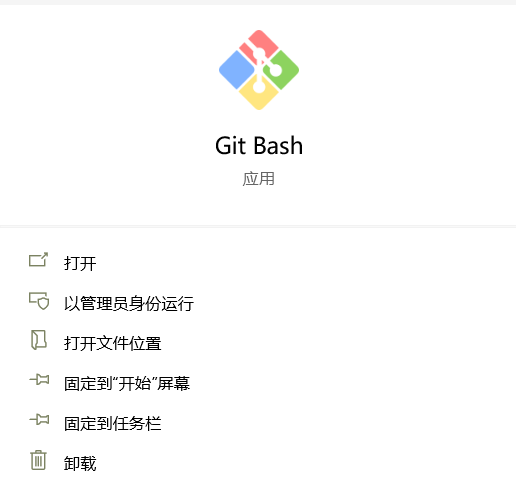 Git Bash
应用
打开
以管理员身份运行
打开文件位置
固定到“开始”屏幕
固定到任务栏
卸载